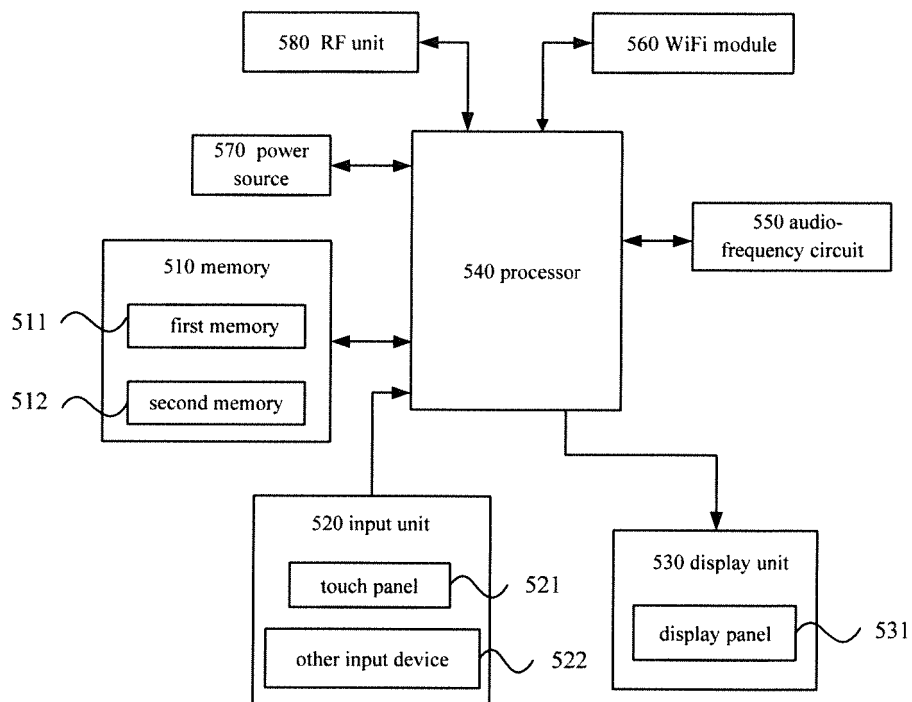 580 RF unit
560 WiFi module
570 power
source
550 audio-
frequency circuit
510 memory
540 processor
511
first memory
512
second memory
520 input unit
touch panel
521
other input device
522
530 display unit
display panel
531